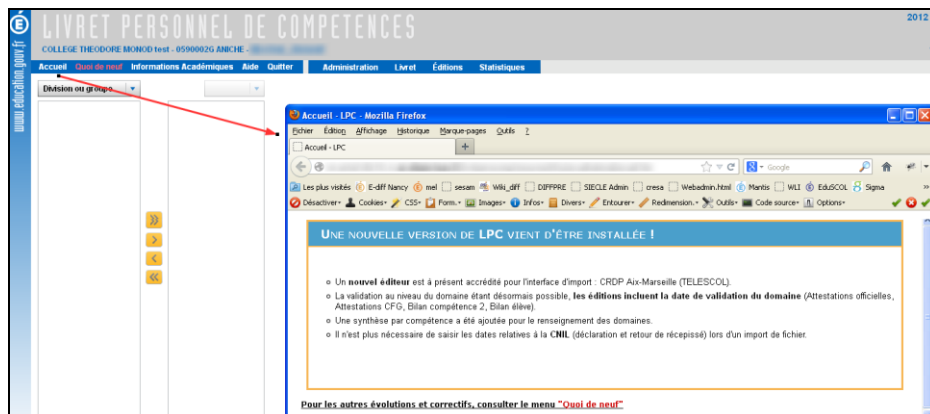 LIVRET PERSONNEL DE COMPETENCES
2012
COLLEGE THEODORE MONOD test - 0590002G ANICHE -
www.education.gouv.fr
Accueil Quoi de neuf Informations Académiques Aide Quitter Administration Livret Éditions Statistiques
Division ou groupe
Accueil - LPC - Mozilla Firefox
Fichier Édition Affichage Historique Marque-pages Outils ?
Accueil - LPC
Google
Les plus visités E-diff Nancy mel sesam Wiki_diff DIFFPRE SIECLE Admin cresa Webadmin.html Mantis WLI EduSCOL Sigma
Désactiver Cookies CSS Form. Images Infos Divers Entourer Redimension. Outils Code source Options
UNE NOUVELLE VERSION DE LPC VIENT D'ÊTRE INSTALLÉE !
Un nouvel éditeur est à présent accrédité pour l'interface d'import : CRDP Aix-Marseille (TELESCOL).
La validation au niveau du domaine étant désormais possible, les éditions incluent la date de validation du domaine (Attestations officielles,
Attestations CFG, Bilan compétence 2, Bilan élève).
Une synthèse par compétence a été ajoutée pour le renseignement des domaines.
Il n'est plus nécessaire de saisir les dates relatives à la CNIL (déclaration et retour de récépissé) lors d'un import de fichier.
Pour les autres évolutions et correctifs, consulter le menu "Quoi de neuf"